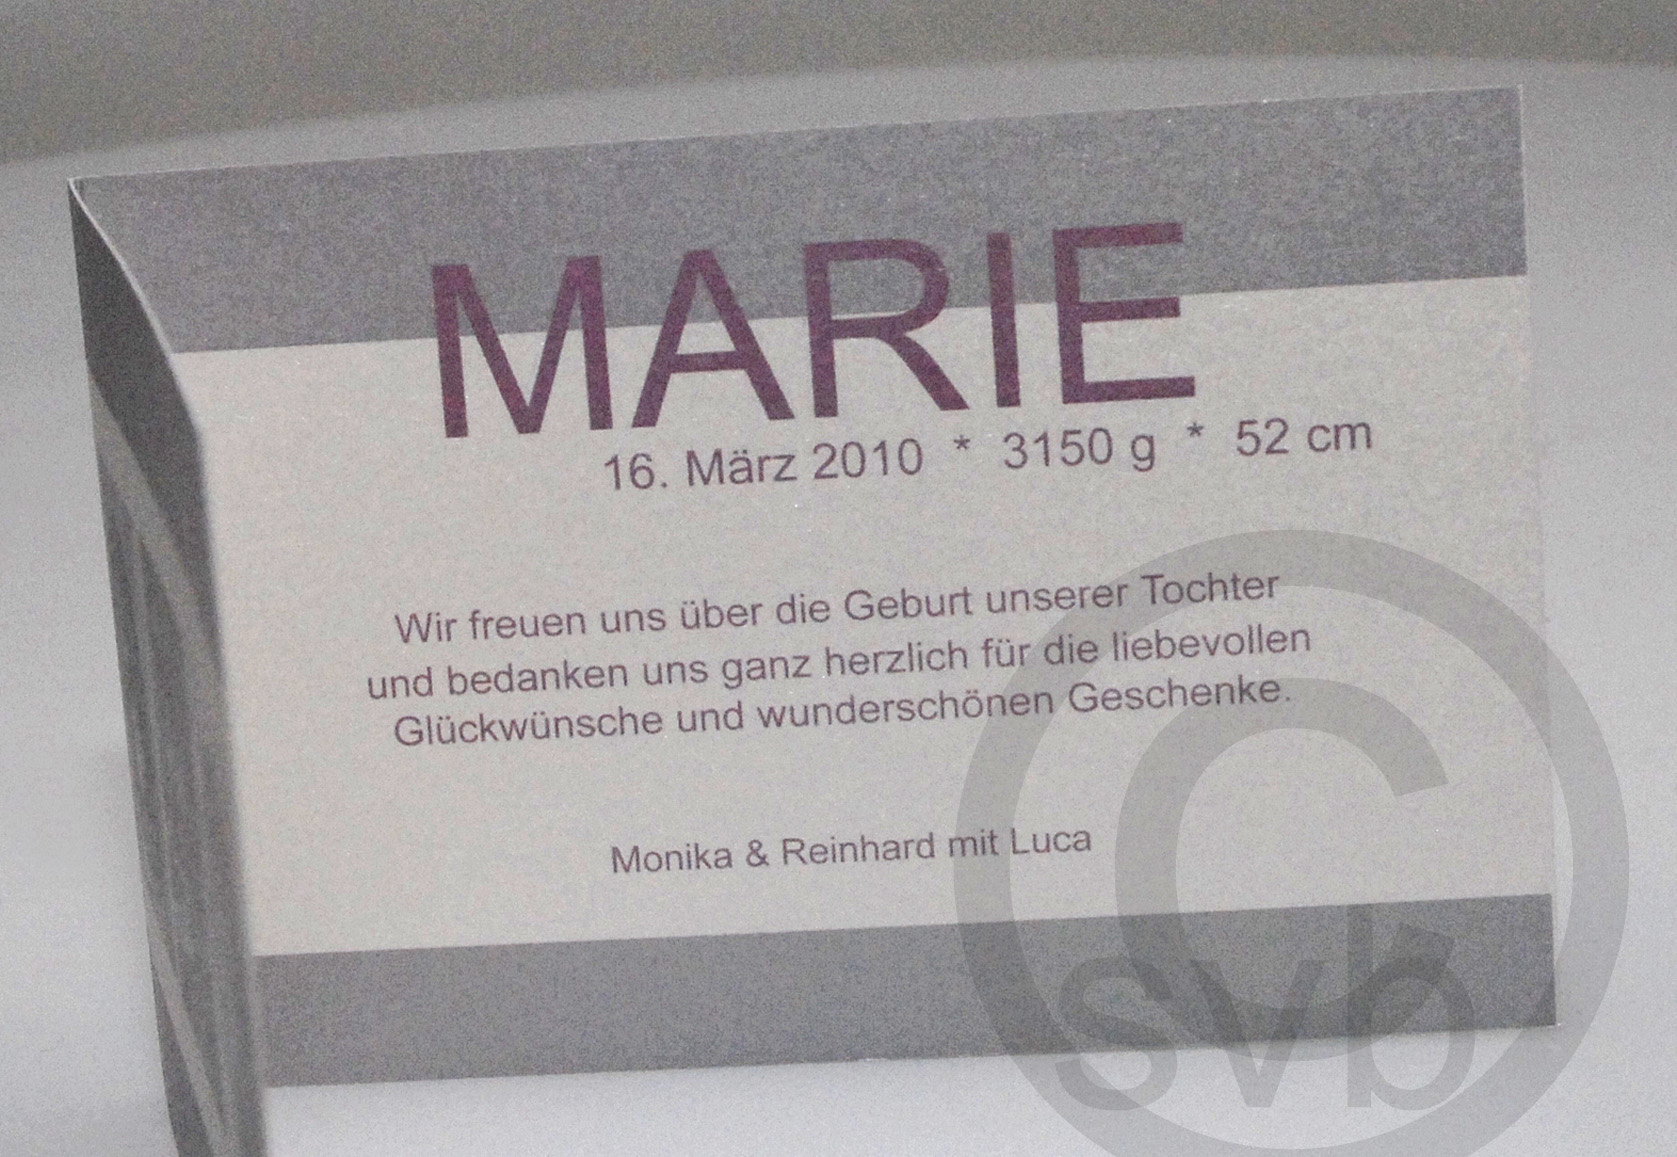 MARIE
16. März 2010 * 3150 g * 52 cm
Wir freuen uns über die Geburt unserer Tochter
und bedanken uns ganz herzlich für die liebevollen
Glückwünsche und wunderschönen Geschenke.
Monika & Reinhard mit Luca
©
svb